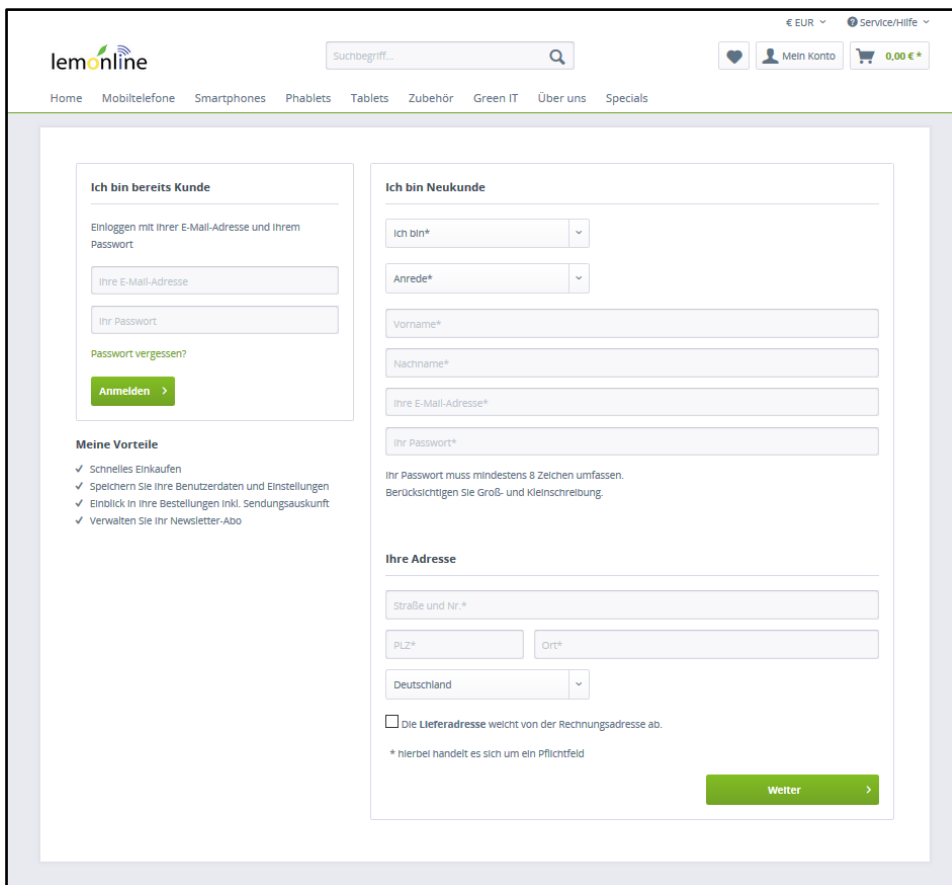 € EUR
Service/Hilfe
lemonline
Suchbegriff...
Mein Konto
0,00 € *
Home Mobiltelefone Smartphones Phablets Tablets Zubehör Green IT Über uns Specials
Ich bin bereits Kunde
Einloggen mit Ihrer E-Mail-Adresse und Ihrem
Passwort
Ihre E-Mail-Adresse
Ihr Passwort
Passwort vergessen?
Anmelden
Meine Vorteile
Schnelles Einkaufen
Speichern Sie Ihre Benutzerdaten und Einstellungen
Einblick in Ihre Bestellungen inkl. Sendungsauskunft
Verwalten Sie Ihr Newsletter-Abo
Ich bin Neukunde
Ich bin*
Anrede*
Vorname*
Nachname*
Ihre E-Mail-Adresse*
Ihr Passwort*
Ihr Passwort muss mindestens 8 Zeichen umfassen.
Berücksichtigen Sie Groß- und Kleinschreibung.
Ihre Adresse
Straße und Nr.*
PLZ*
Ort*
Deutschland
Die Lieferadresse weicht von der Rechnungsadresse ab.
* hierbei handelt es sich um ein Pflichtfeld
Weiter